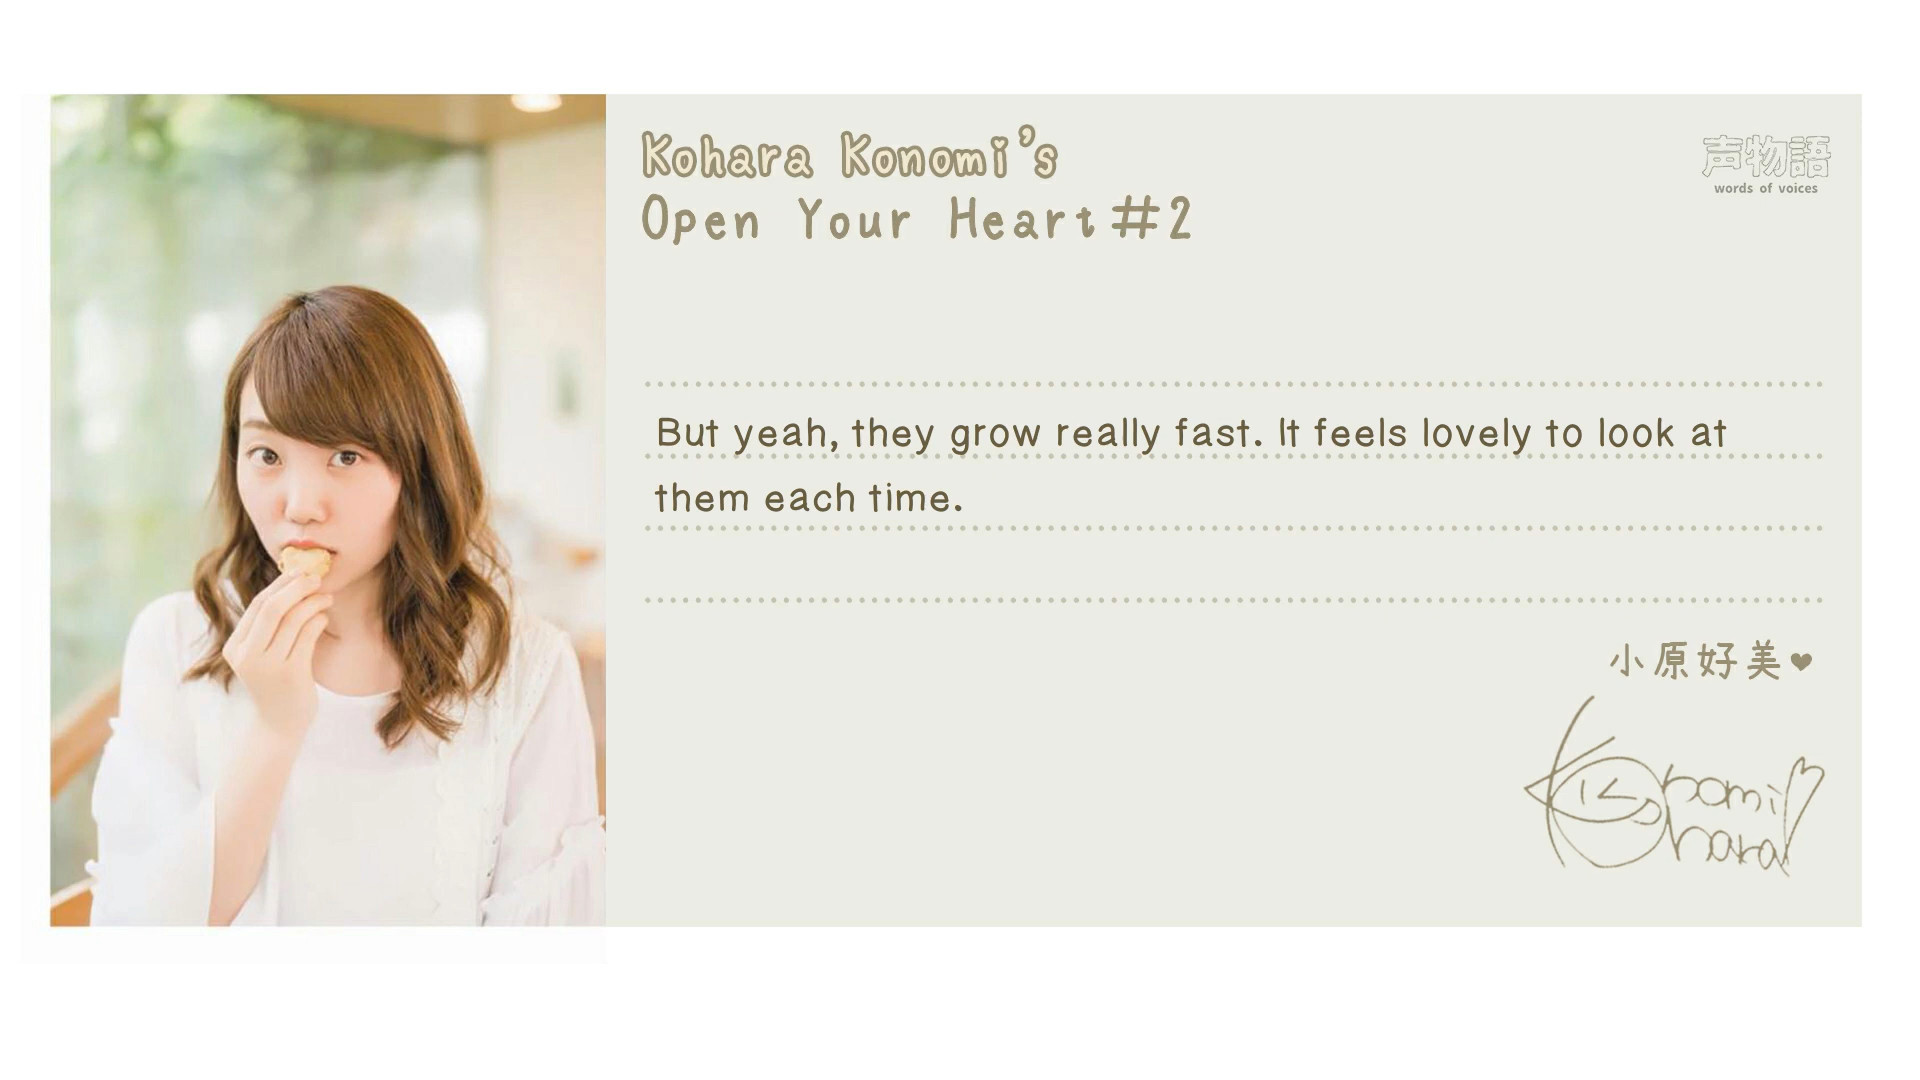 Kohara Konomi's
Open Your Heart #2
声物語
words of voices
But yeah, they grow really fast. It feels lovely to look at
them each time.
小原好美❤
Konomi
Kohara